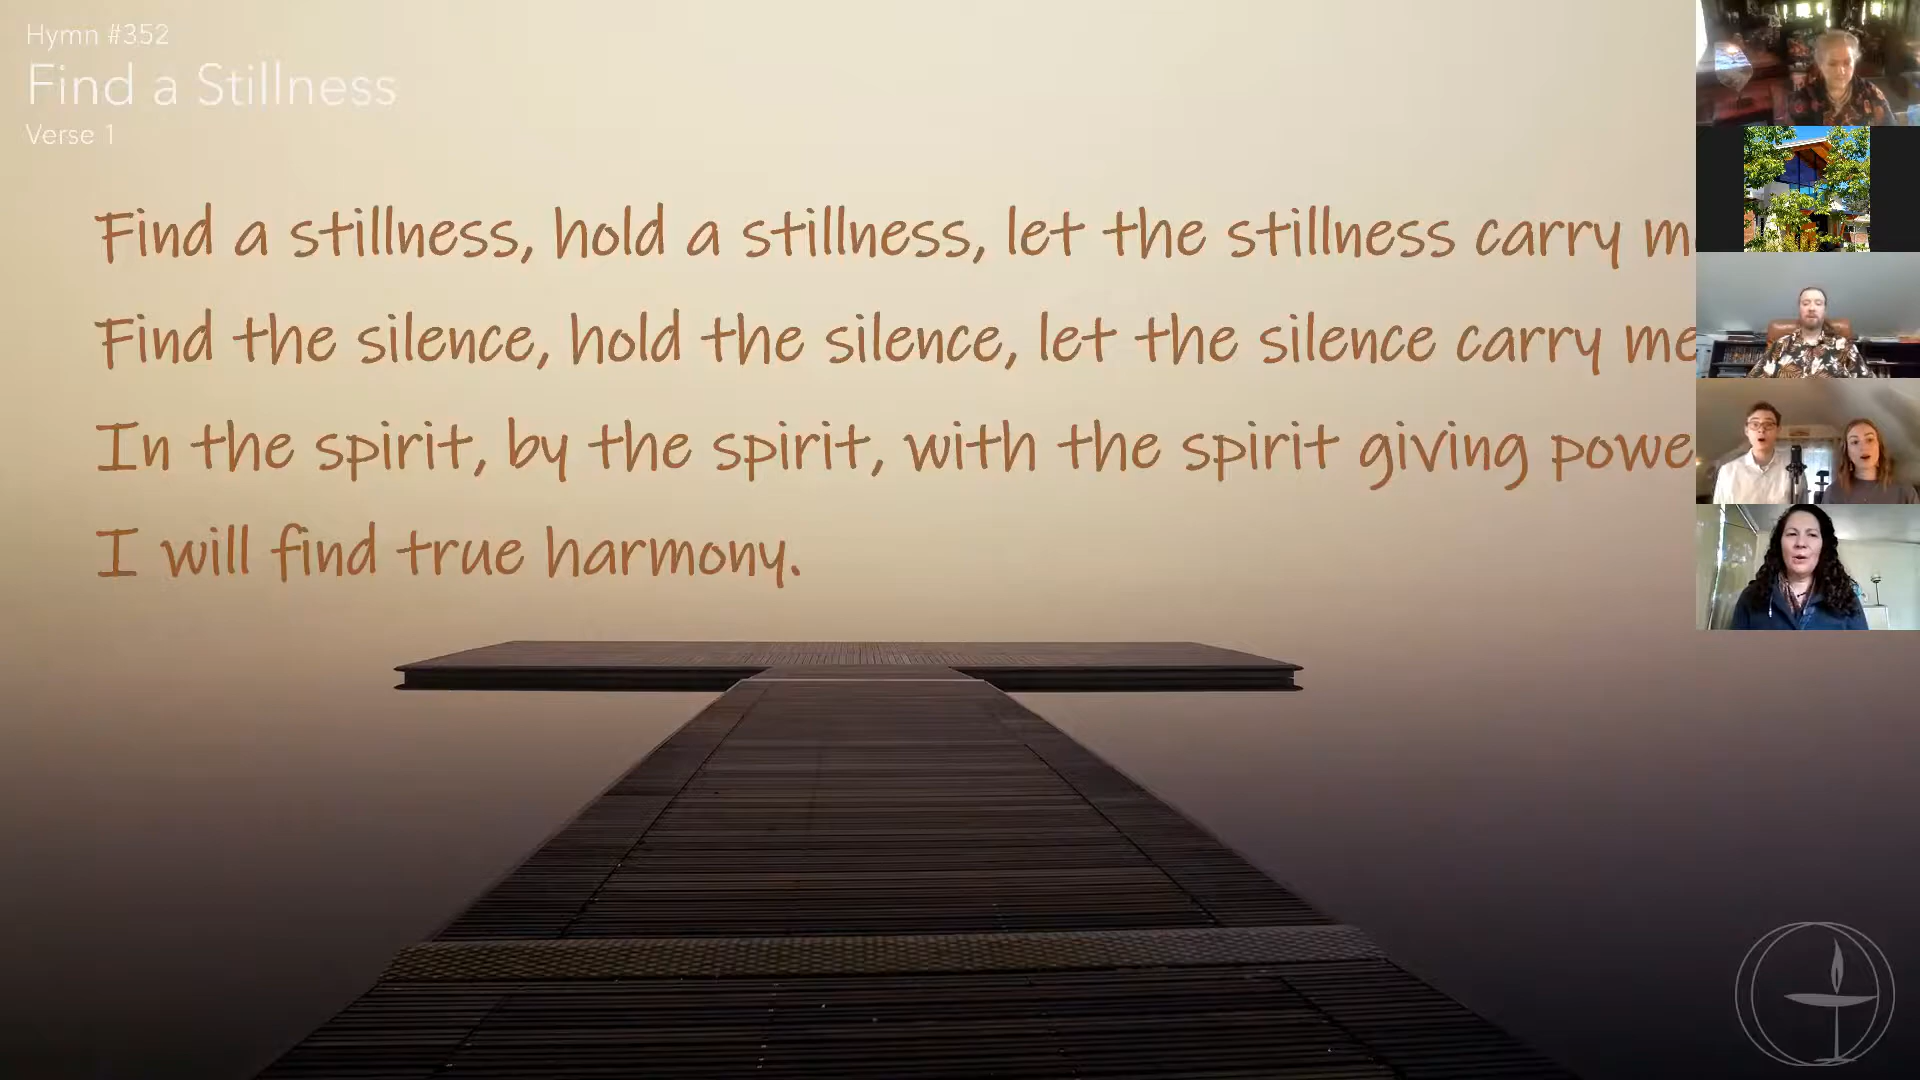 Hymn #352
Find a Stillness
Verse 1
Find a stillness, hold a stillness, let the stillness carry
Find the silence, hold the silence, let the silence carry me
In the spirit, by the spirit, with the spirit giving
I will find true harmony.